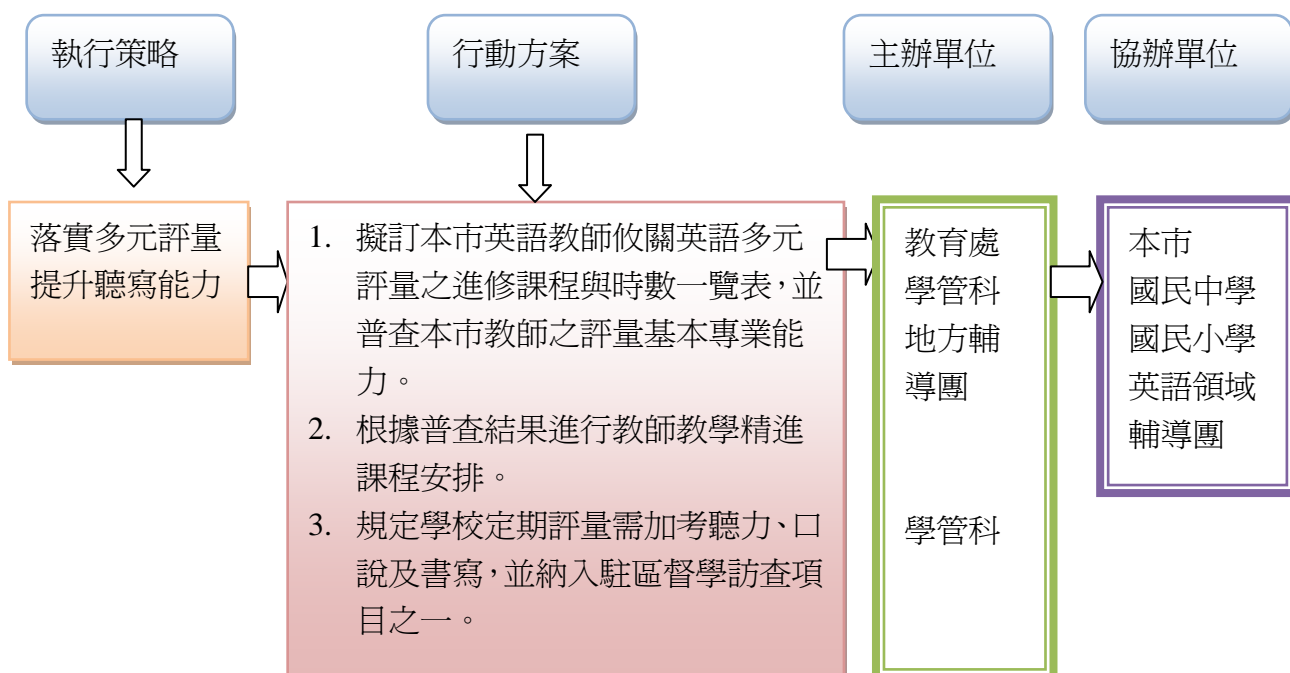 執行策略
行動方案
主辦單位
協辦單位
落實多元評量
提升聽寫能力
1. 擬訂本市英語教師攸關英語多元
評量之進修課程與時數一覽表，並
普查本市教師之評量基本專業能
力。
2. 根據普查結果進行教師教學精進
課程安排。
3. 規定學校定期評量需加考聽力、口
說及書寫，並納入駐區督學訪查項
目之一。
教育處
學管科
地方輔
導團
學管科
本市
國民中學
國民小學
英語領域
輔導團